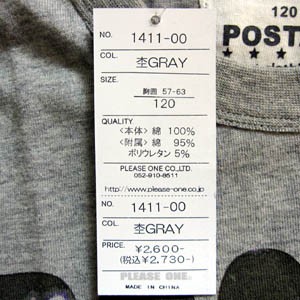 NO. 1411-00
COL. 杢GRAY
SIZE. 胸囲 57-63
120
QUALITY.
〈本体〉綿 100%
〈附属〉綿 95%
ポリウレタン 5%
PLEASE ONE CO.,LTD.
052-910-8511
http://www.please-one.co.jp
NO. 1411-00
COL. 杢GRAY
PRICE. ¥2,600-
(税込¥2,730-)
PLEASE ONE.
MADE IN CHINA
120
POST